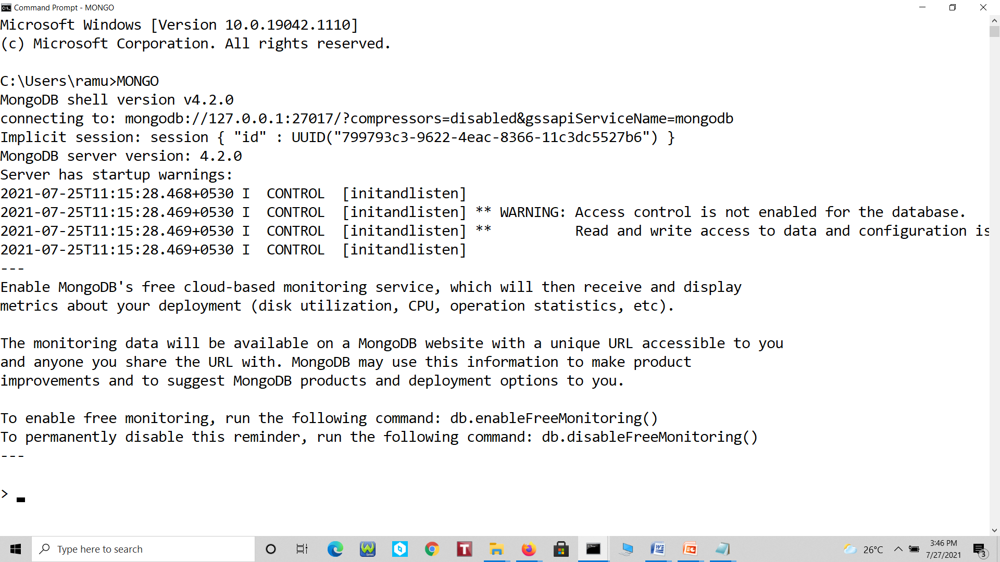 Command Prompt - MONGO
Microsoft Windows [Version 10.0.19042.1110]
(c) Microsoft Corporation. All rights reserved.
C:\Users\ramu>MONGO
MongoDB shell version v4.2.0
connecting to: mongodb://127.0.0.1:27017/?compressors=disabled&gssapiServiceName=mongodb
Implicit session: session { "id" : UUID("799793c3-9622-4eac-8366-11c3dc5527b6") }
MongoDB server version: 4.2.0
Server has startup warnings:
2021-07-25T11:15:28.468+0530 I  CONTROL  [initandlisten]
2021-07-25T11:15:28.469+0530 I  CONTROL  [initandlisten] ** WARNING: Access control is not enabled for the database.
2021-07-25T11:15:28.469+0530 I  CONTROL  [initandlisten] **          Read and write access to data and configuration is
2021-07-25T11:15:28.469+0530 I  CONTROL  [initandlisten]
---
Enable MongoDB's free cloud-based monitoring service, which will then receive and display
metrics about your deployment (disk utilization, CPU, operation statistics, etc).
The monitoring data will be available on a MongoDB website with a unique URL accessible to you
and anyone you share the URL with. MongoDB may use this information to make product
improvements and to suggest MongoDB products and deployment options to you.
To enable free monitoring, run the following command: db.enableFreeMonitoring()
To permanently disable this reminder, run the following command: db.disableFreeMonitoring()
---
>
Type here to search
26°C
3:46 PM
7/27/2021
3